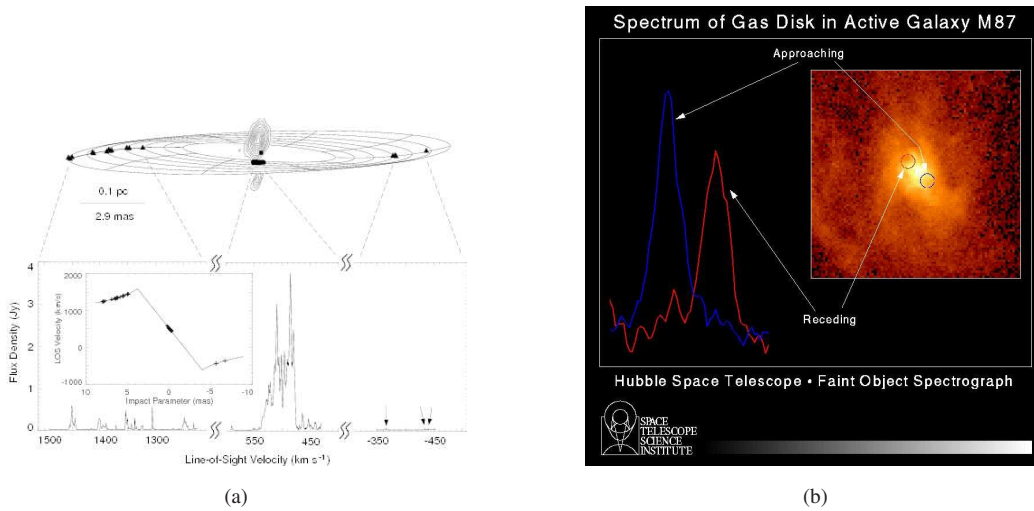 0.1 pc
2.9 mas
4
3
2
1
0
Flux Density (Jy)
2000
1000
0
-1000
LOS Velocity (km/s)
10 5 0 -5 -10
Impact Parameter (mas)
1500 1400 1300 550 450 -350 -450
Line-of-Sight Velocity (km s⁻¹)
(a)
Spectrum of Gas Disk in Active Galaxy M87
Approaching
Receding
Hubble Space Telescope • Faint Object Spectrograph
SPACE
TELESCOPE
SCIENCE
INSTITUTE
(b)